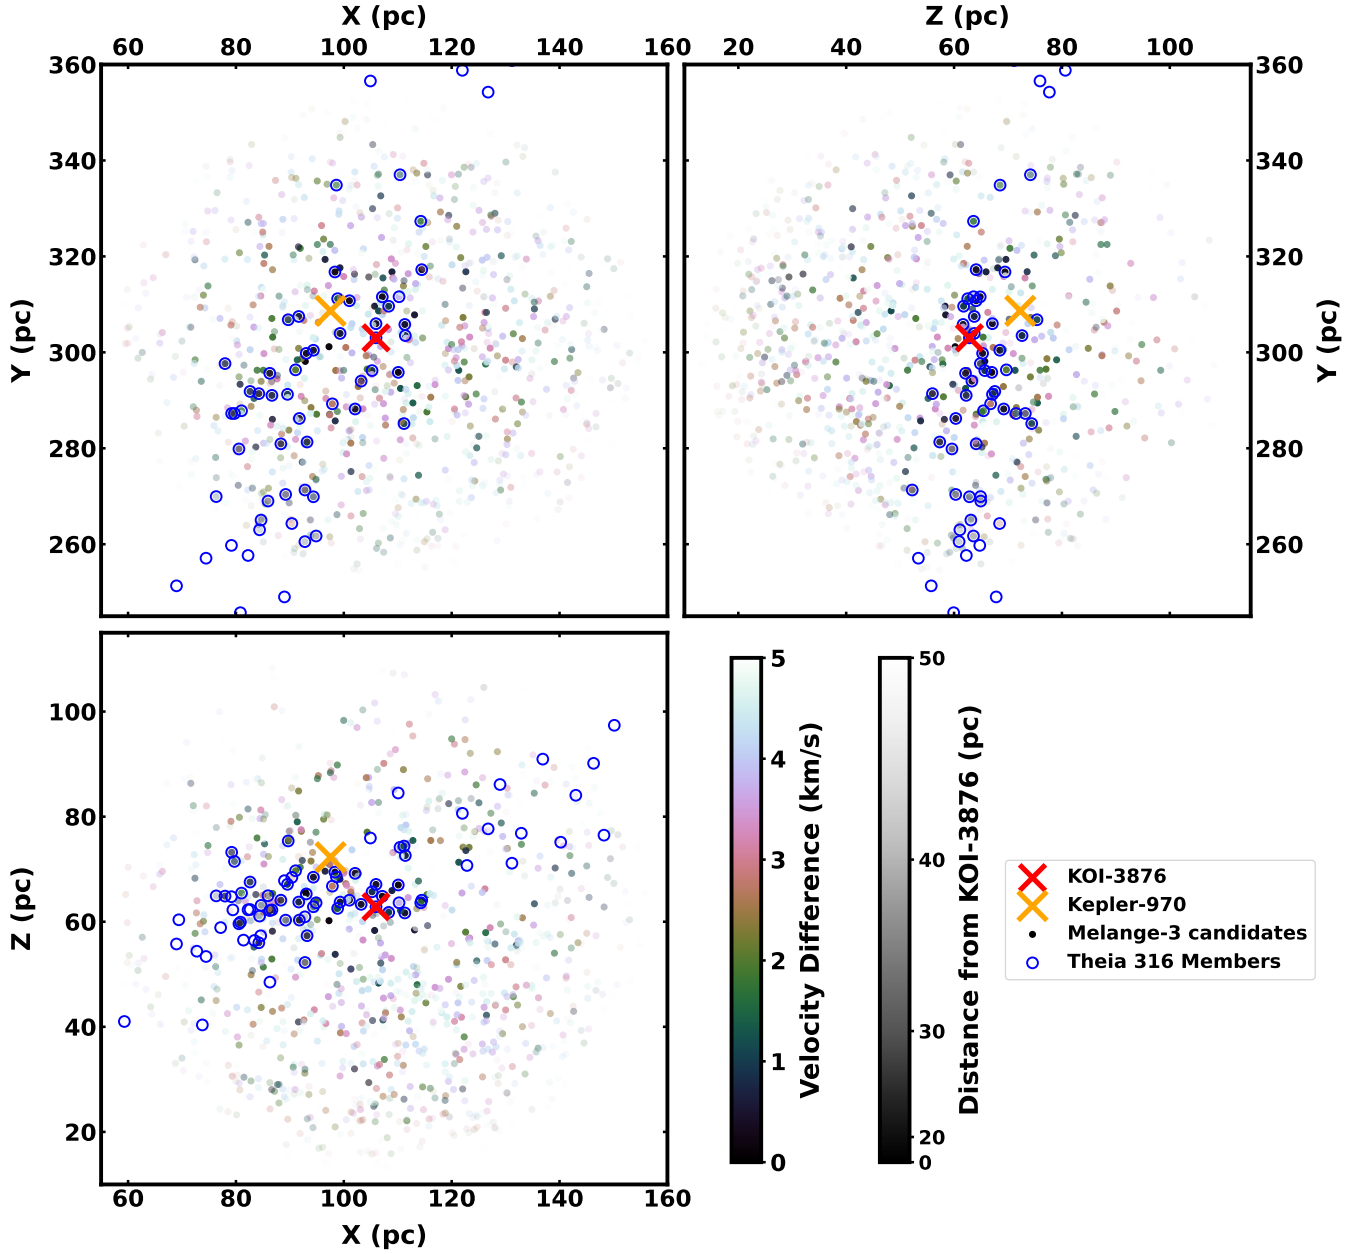 X (pc)
Z (pc)
60 80 100 120 140 160
20 40 60 80 100
360
340
320
300
280
260
Y (pc)
360
340
320
300
280
260
Y (pc)
100
80
60
40
20
Z (pc)
60 80 100 120 140 160
X (pc)
5
4
3
2
1
0
Velocity Difference (km/s)
50
40
30
20
0
Distance from KOI-3876 (pc)
KOI-3876
Kepler-970
Melange-3 candidates
Theia 316 Members